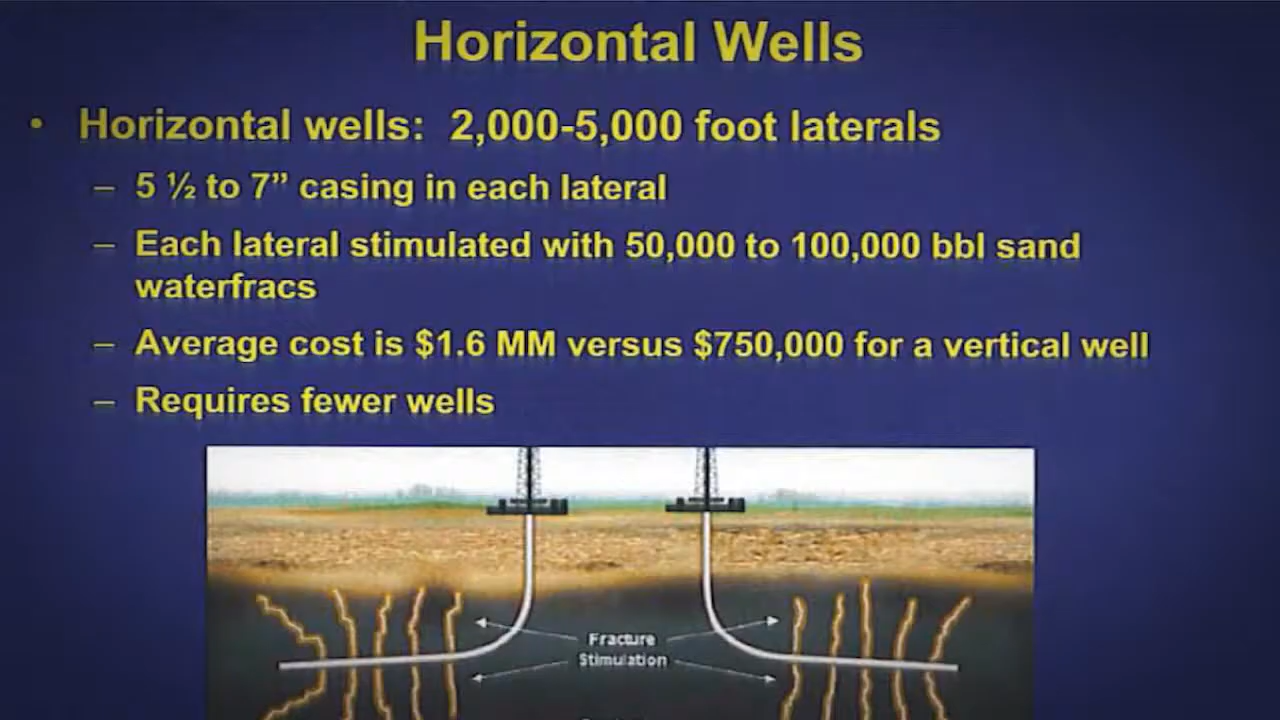 Horizontal Wells
• Horizontal wells: 2,000-5,000 foot laterals
– 5 ½ to 7” casing in each lateral
– Each lateral stimulated with 50,000 to 100,000 bbl sand
waterfracs
– Average cost is $1.6 MM versus $750,000 for a vertical well
– Requires fewer wells
Fracture
Stimulation